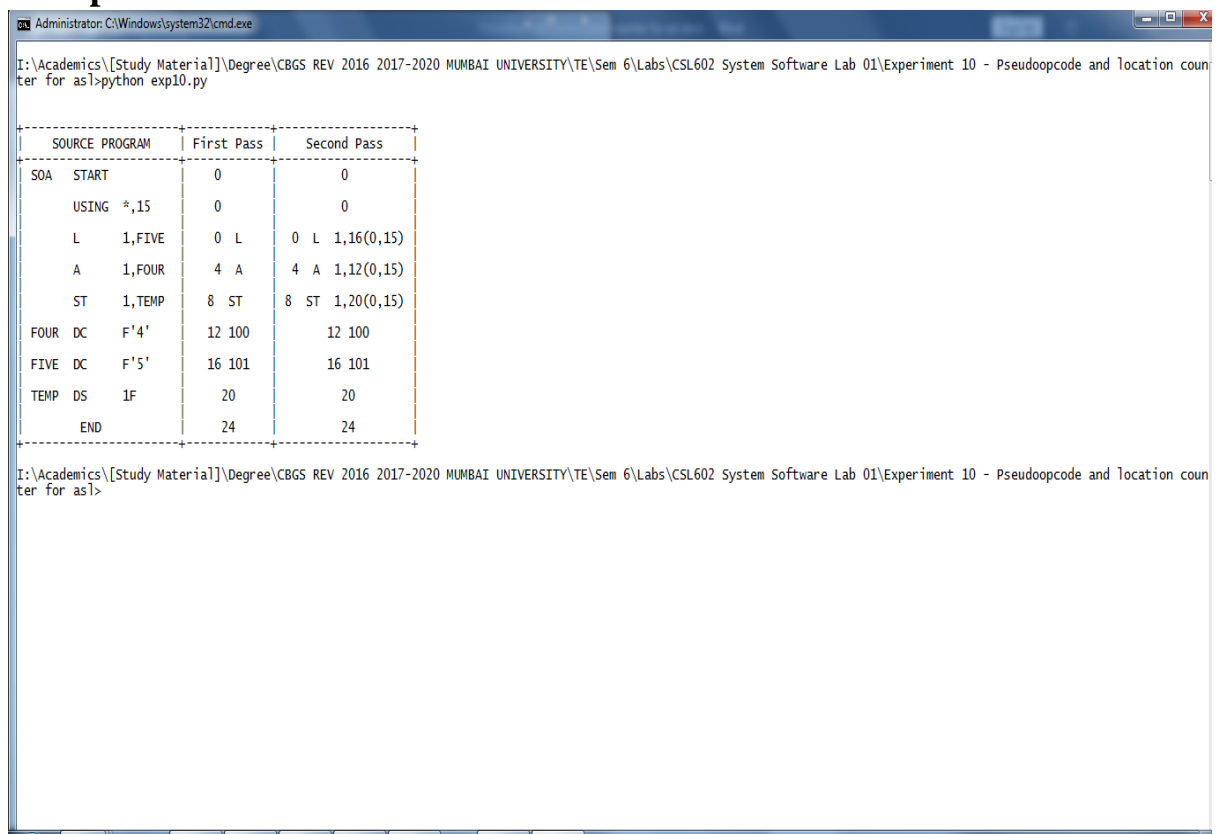 Administrator: C:\Windows\system32\cmd.exe
I:\Academics\[Study Material]\Degree\CBGS REV 2016 2017-2020 MUMBAI UNIVERSITY\TE\Sem 6\Labs\CSL602 System Software Lab 01\Experiment 10 - Pseudoopcode and location coun
ter for asl>python exp10.py
+----------------------+------------+------------------+
| SOURCE PROGRAM | First Pass | Second Pass |
+----------------------+------------+------------------+
| SOA START | 0 | 0 |
| USING *,15 | 0 | 0 |
| L 1,FIVE | 0 L | 0 L 1,16(0,15) |
| A 1,FOUR | 4 A | 4 A 1,12(0,15) |
| ST 1,TEMP | 8 ST | 8 ST 1,20(0,15) |
| FOUR DC F'4' | 12 100 | 12 100 |
| FIVE DC F'5' | 16 101 | 16 101 |
| TEMP DS 1F | 20 | 20 |
| END | 24 | 24 |
+----------------------+------------+------------------+
I:\Academics\[Study Material]\Degree\CBGS REV 2016 2017-2020 MUMBAI UNIVERSITY\TE\Sem 6\Labs\CSL602 System Software Lab 01\Experiment 10 - Pseudoopcode and location coun
ter for asl>